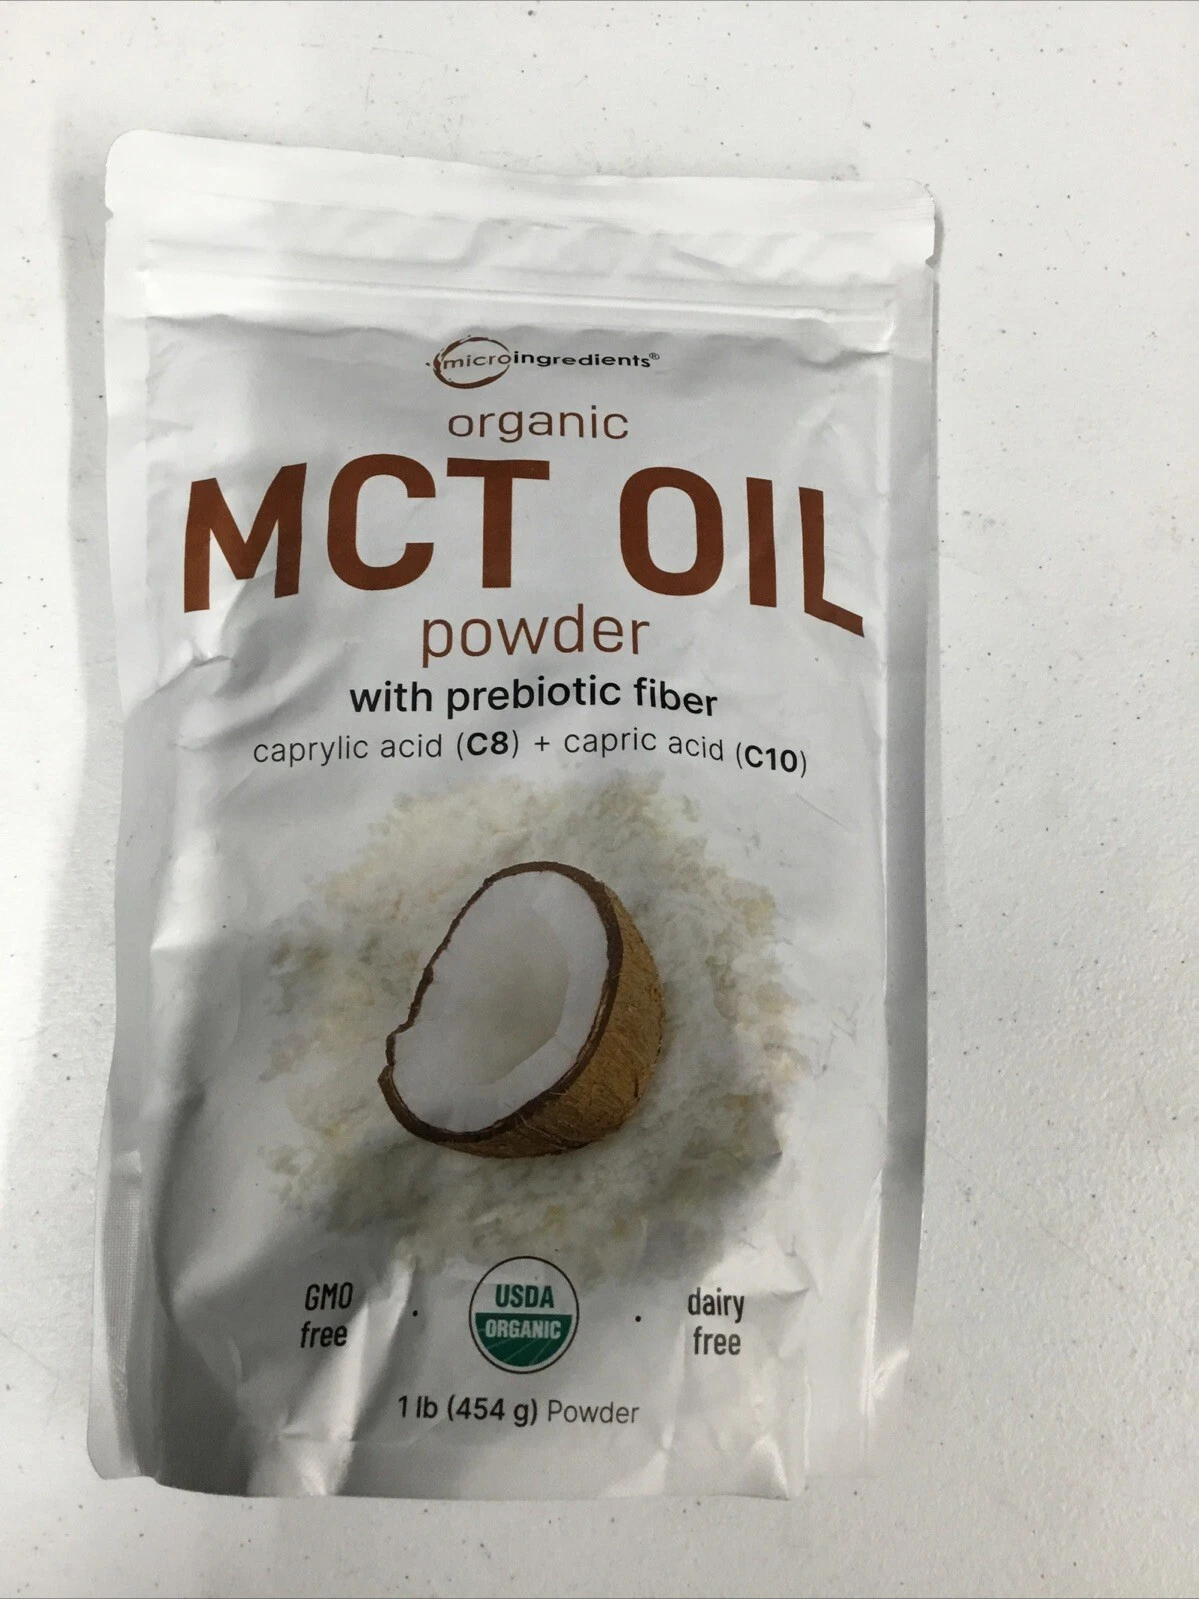 microingredients®
organic
MCT OIL
powder
with prebiotic fiber
caprylic acid (C8) + capric acid (C10)
GMO
free
·
USDA
ORGANIC
·
dairy
free
1 lb (454 g) Powder